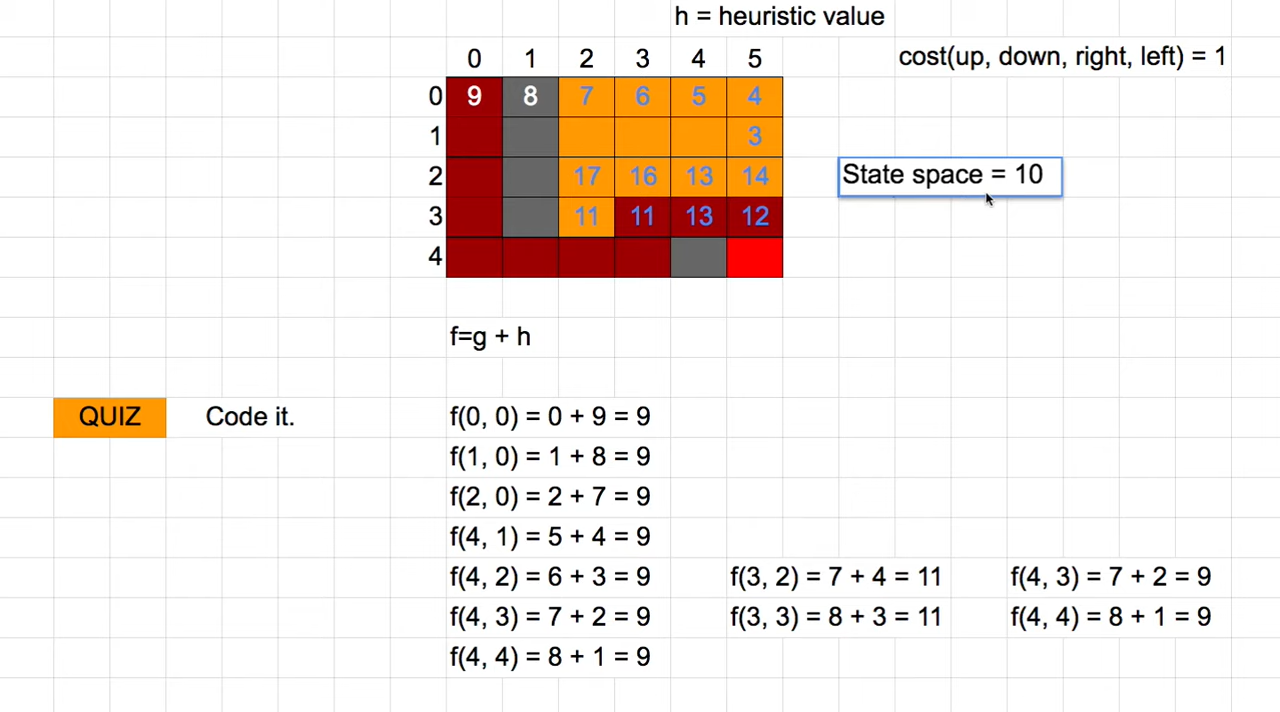 h = heuristic value
cost(up, down, right, left) = 1
0 1 2 3 4 5
0 9 8 7 6 5 4
1 3
2 17 16 13 14
State space = 10
3 11 11 13 12
4
f=g + h
QUIZ Code it. f(0, 0) = 0 + 9 = 9
f(1, 0) = 1 + 8 = 9
f(2, 0) = 2 + 7 = 9
f(4, 1) = 5 + 4 = 9
f(4, 2) = 6 + 3 = 9 f(3, 2) = 7 + 4 = 11 f(4, 3) = 7 + 2 = 9
f(4, 3) = 7 + 2 = 9 f(3, 3) = 8 + 3 = 11 f(4, 4) = 8 + 1 = 9
f(4, 4) = 8 + 1 = 9